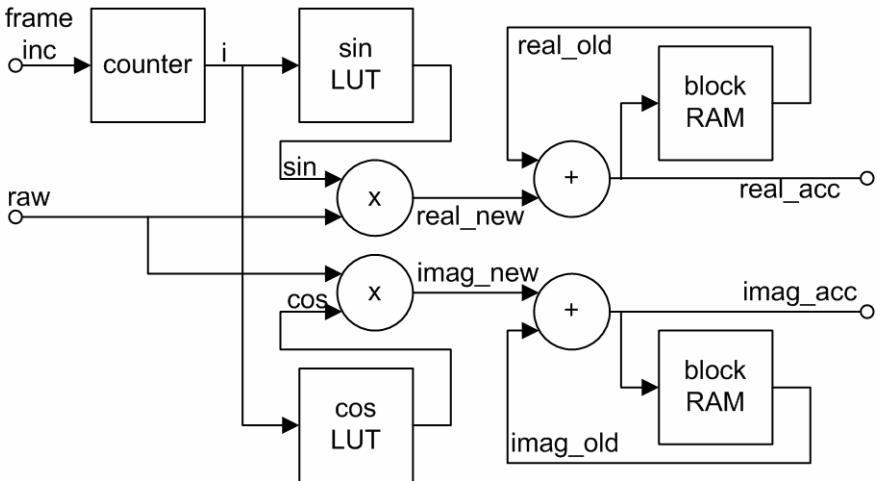 frame
inc
counter
i
sin
LUT
real_old
block
RAM
sin
x
+
raw
real_new
real_acc
imag_new
cos
x
+
imag_acc
cos
LUT
block
RAM
imag_old